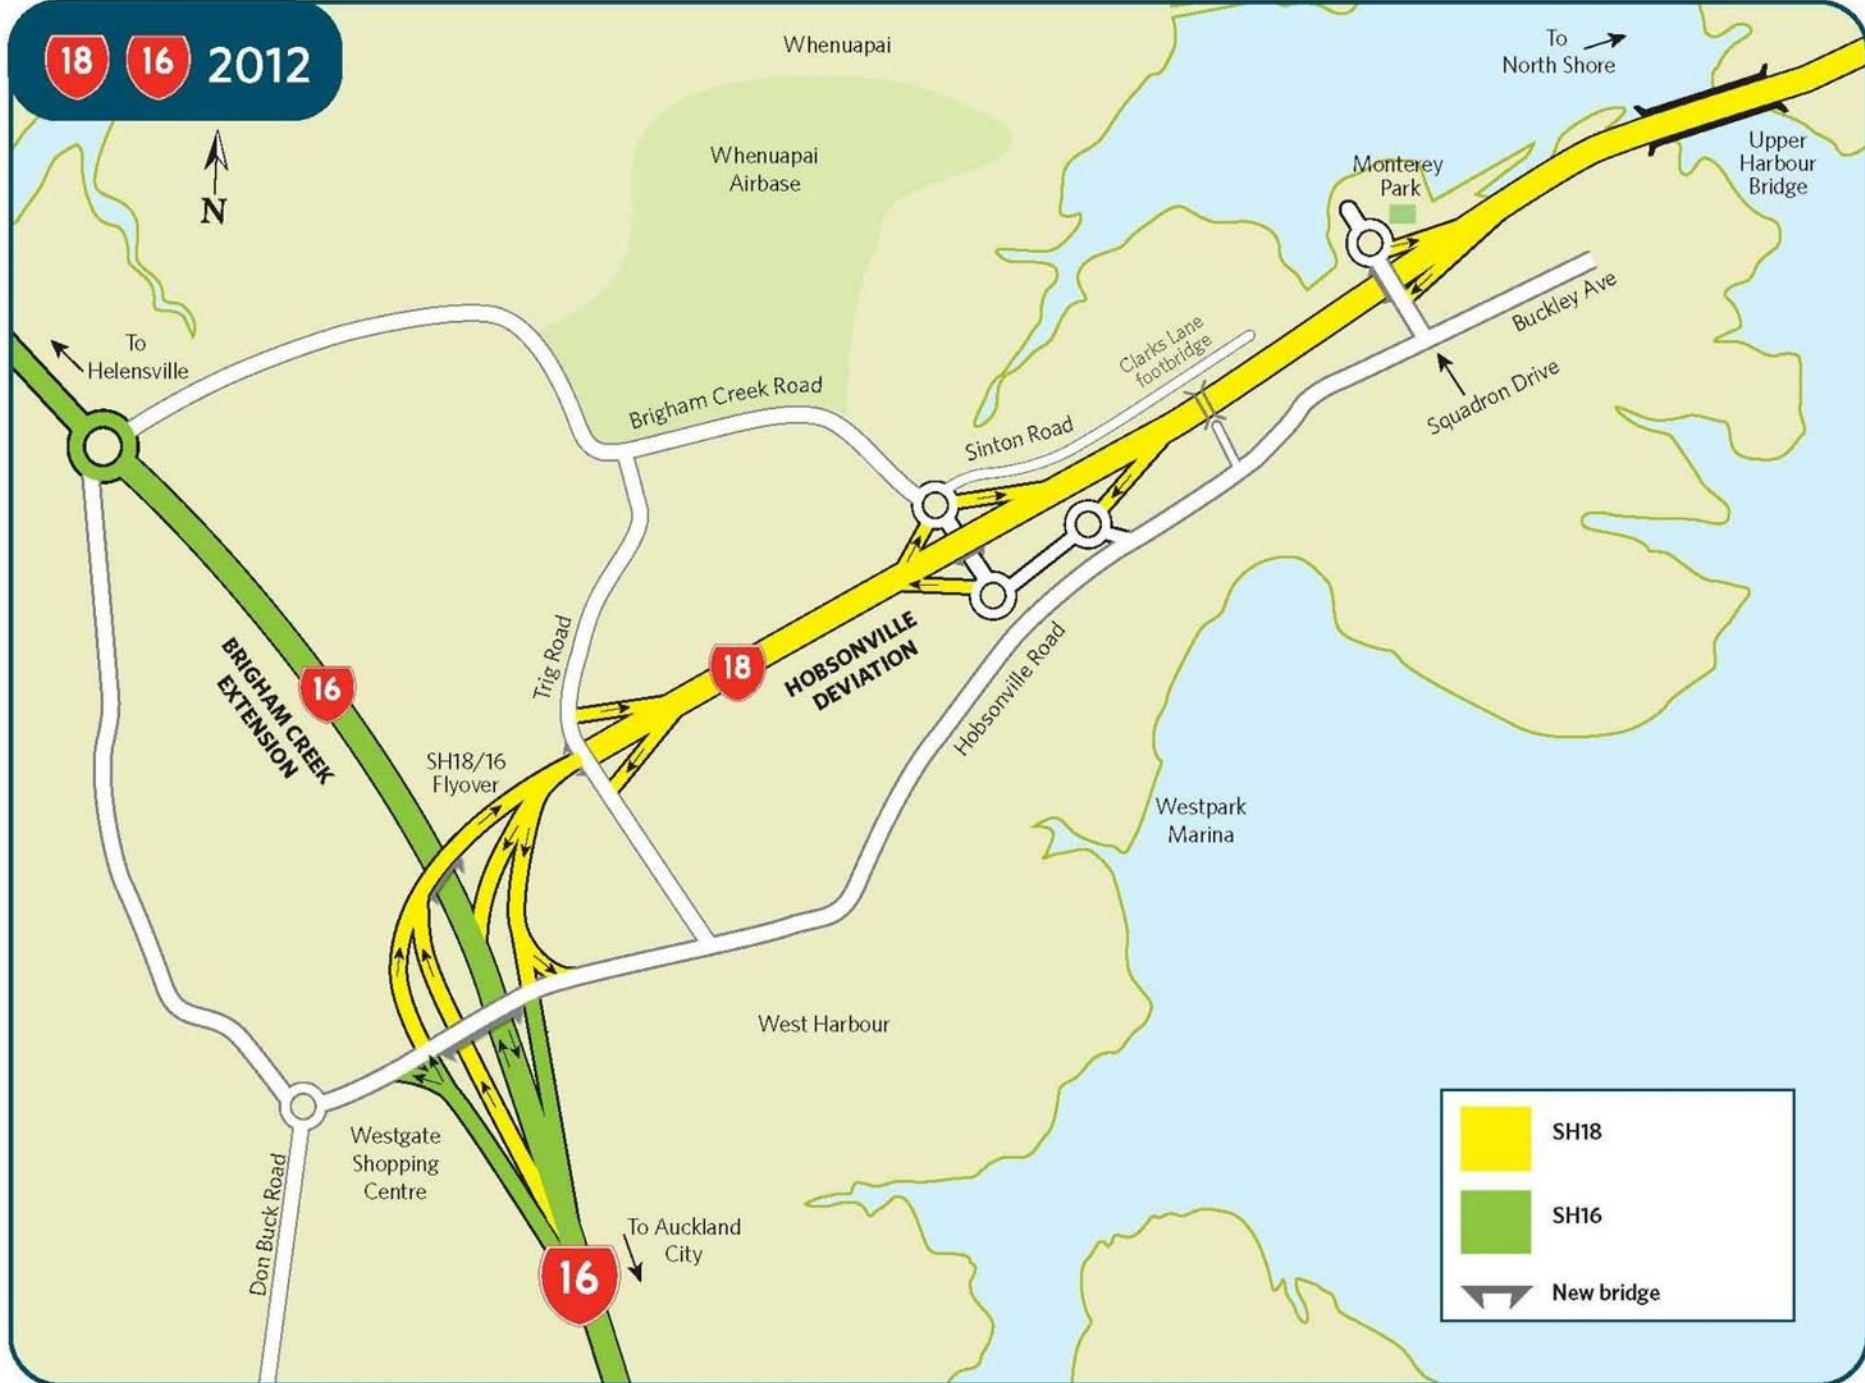 18 16 2012
N
Whenuapai
To
North Shore
Whenuapai
Airbase
Upper
Harbour
Bridge
Monterey
Park
To
Helensville
Brigham Creek Road
Clarks Lane
footbridge
Sinton Road
Buckley Ave
Squadron Drive
BRIGHAM CREEK
EXTENSION
16
Trig Road
18
HOBSONVILLE
DEVIATION
Hobsonville Road
SH18/16
Flyover
Westpark
Marina
West Harbour
Westgate
Shopping
Centre
Don Buck Road
To Auckland
City
16
SH18
SH16
New bridge